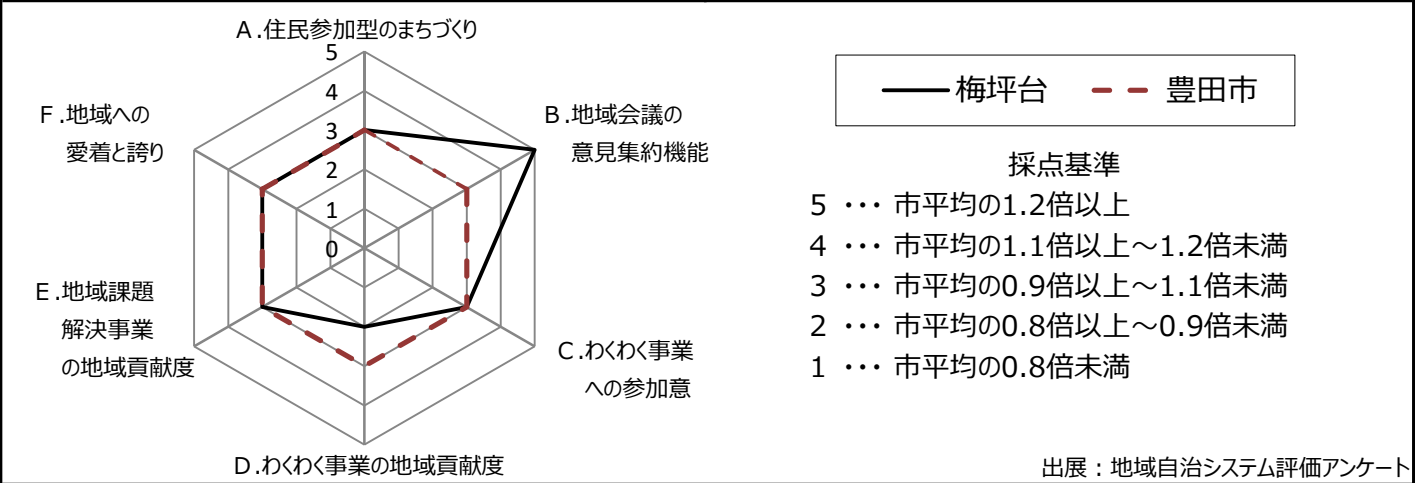 A.住民参加型のまちづくり
5
4
3
2
1
0
B.地域会議の
意見集約機能
C.わくわく事業
への参加意
D.わくわく事業の地域貢献度
E.地域課題
解決事業
の地域貢献度
F.地域への
愛着と誇り
梅坪台 豊田市
採点基準
5 … 市平均の1.2倍以上
4 … 市平均の1.1倍以上～1.2倍未満
3 … 市平均の0.9倍以上～1.1倍未満
2 … 市平均の0.8倍以上～0.9倍未満
1 … 市平均の0.8倍未満
出展：地域自治システム評価アンケート